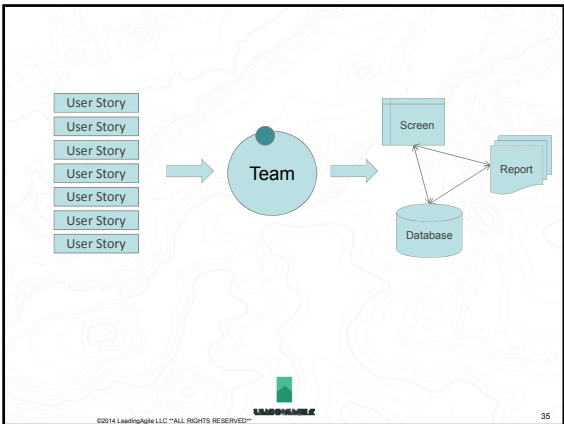 User Story
User Story
User Story
User Story
User Story
User Story
User Story
Team
Screen
Report
Database
LEADINGAGILE
©2014 LeadingAgile LLC **ALL RIGHTS RESERVED**
35